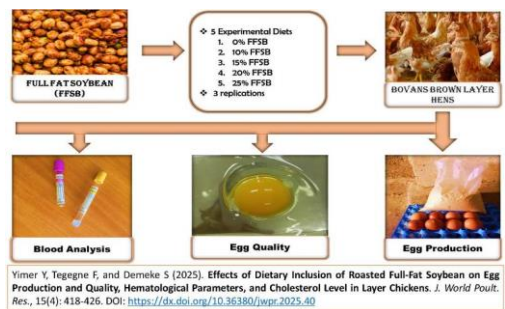 FULL FAT SOYBEAN
(FFSB)
❖ 5 Experimental Diets
1. 0% FFSB
2. 10% FFSB
3. 15% FFSB
4. 20% FFSB
5. 25% FFSB
❖ 3 replications
BOVANS BROWN LAYER
HENS
Blood Analysis
Egg Quality
Egg Production
Yimer Y, Tegegne F, and Demeke S (2025). Effects of Dietary Inclusion of Roasted Full-Fat Soybean on Egg
Production and Quality, Hematological Parameters, and Cholesterol Level in Layer Chickens. J. World Poult.
Res., 15(4): 418-426. DOI: https://dx.doi.org/10.36380/jwpr.2025.40